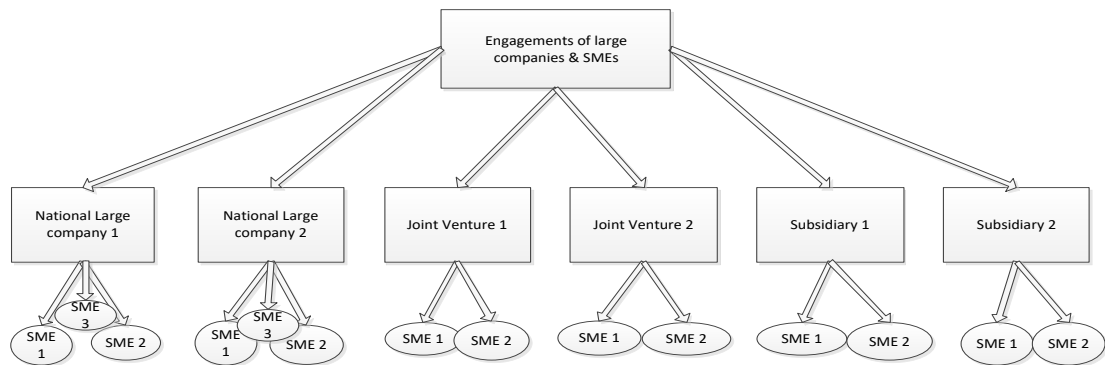 Engagements of large
companies & SMEs
National Large
company 1
National Large
company 2
Joint Venture 1
Joint Venture 2
Subsidiary 1
Subsidiary 2
SME
1
SME
3
SME 2
SME
1
SME
3
SME 2
SME 1
SME 2
SME 1
SME 2
SME 1
SME 2
SME 1
SME 2